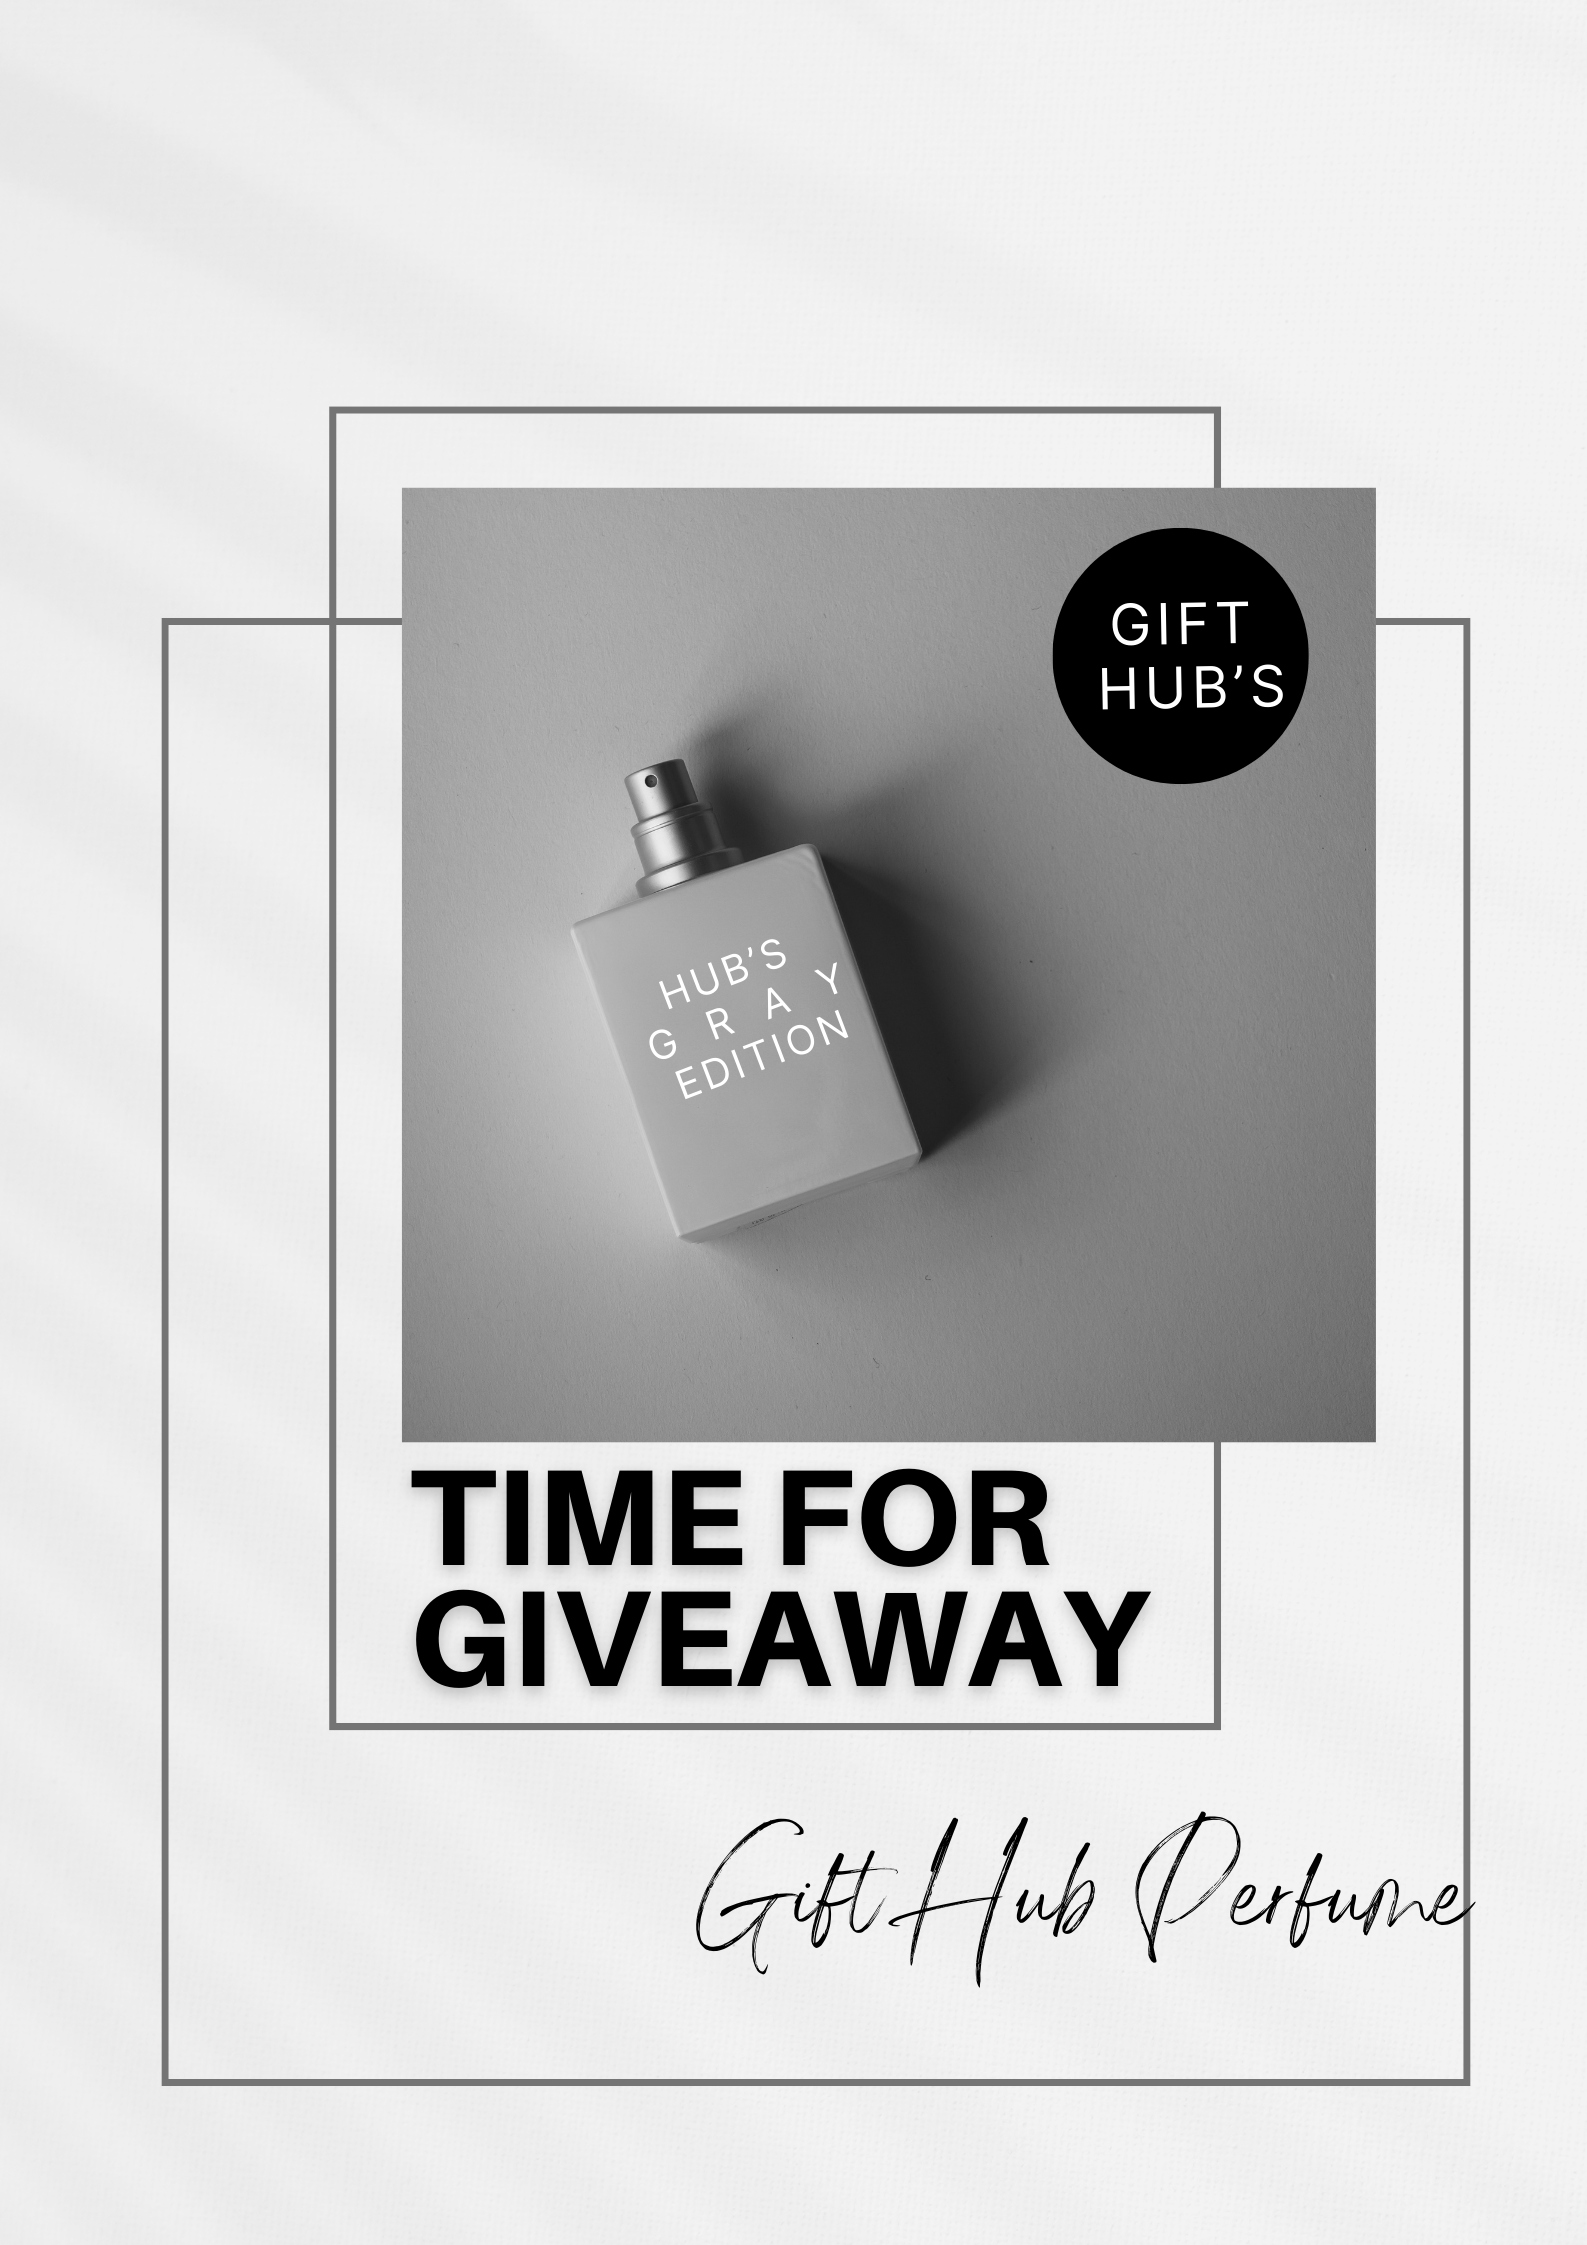 GIFT
HUB'S
HUB'S
G R A Y
EDITION
TIME FOR
GIVEAWAY
Gift Hub Perfume